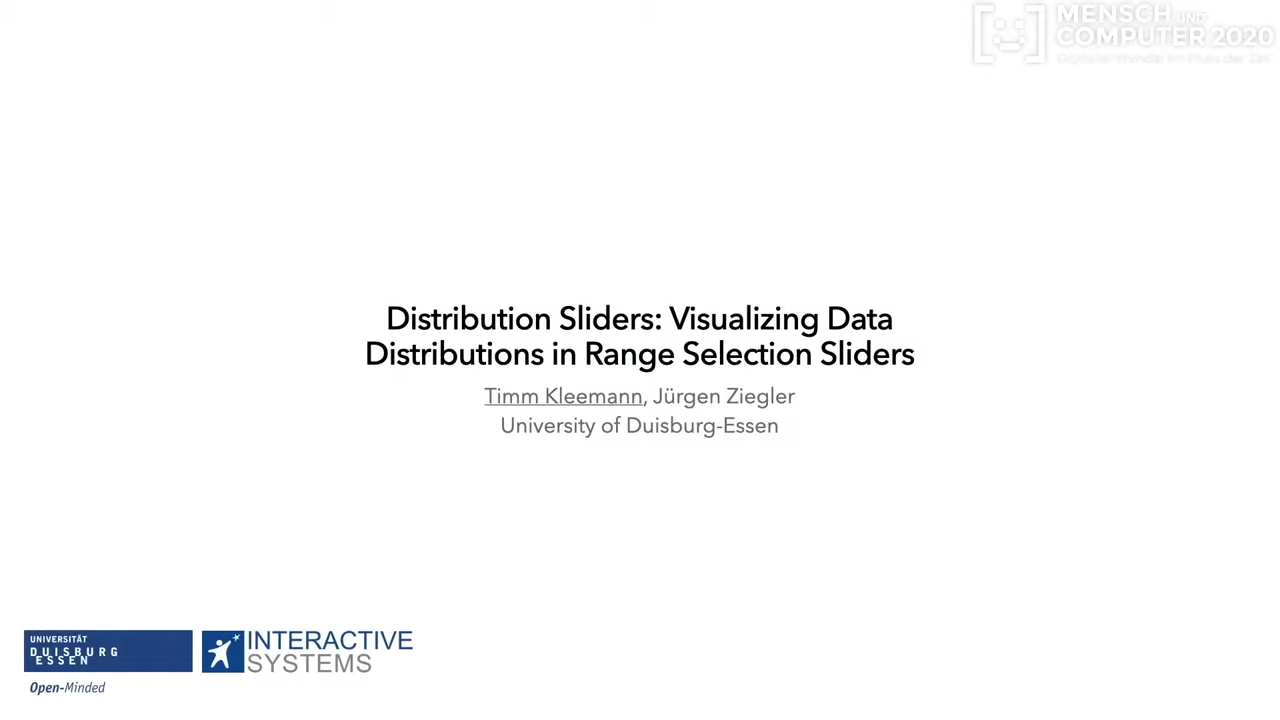 MENSCH UND
COMPUTER 2020
Distribution Sliders: Visualizing Data
Distributions in Range Selection Sliders
Timm Kleemann, Jürgen Ziegler
University of Duisburg-Essen
UNIVERSITÄT
DUISBURG
ESSEN
Open-Minded
INTERACTIVE
SYSTEMS